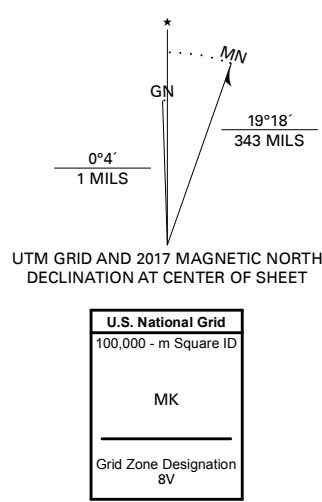 MN
GN
19°18´
343 MILS
0°4´
1 MILS
UTM GRID AND 2017 MAGNETIC NORTH
DECLINATION AT CENTER OF SHEET
U.S. National Grid
100,000 - m Square ID
MK
Grid Zone Designation
8V